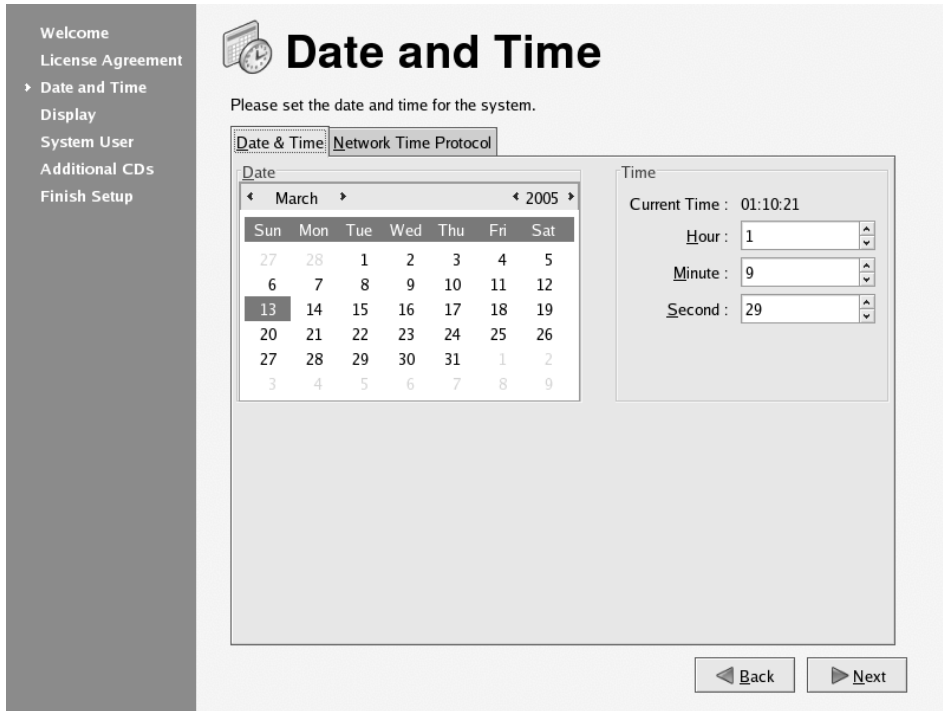 Welcome
License Agreement
Date and Time
Display
System User
Additional CDs
Finish Setup
Date and Time
Please set the date and time for the system.
Date & Time Network Time Protocol
Date
March 2005
Sun Mon Tue Wed Thu Fri Sat
27 28 1 2 3 4 5
6 7 8 9 10 11 12
13 14 15 16 17 18 19
20 21 22 23 24 25 26
27 28 29 30 31 1 2
3 4 5 6 7 8 9
Time
Current Time : 01:10:21
Hour : 1
Minute : 9
Second : 29
Back Next